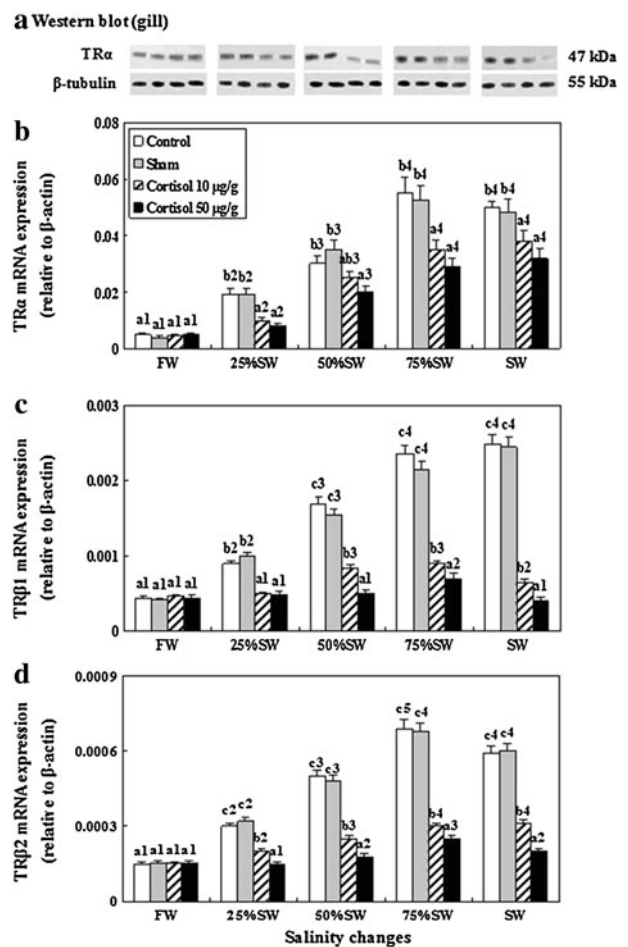 a Western blot (gill)
TRα 47 kDa
β-tubulin 55 kDa
b
TRα mRNA expression
(relative to β-actin)
0.08
0.06
0.04
0.02
0
Control
Sham
Cortisol 10 μg/g
Cortisol 50 μg/g
a1 a1 a1 a1
b2 b2 a2 a2
b3 b3 ab3 a3
b4 b4 a4 a4
b4 b4 a4 a4
FW 25%SW 50%SW 75%SW SW
c
TRβ1 mRNA expression
(relative to β-actin)
0.003
0.002
0.001
0
a1 a1 a1 a1
b2 b2 a1 a1
c3 c3 b3 a1
c4 c4 b3 a2
c4 c4 b2 a1
FW 25%SW 50%SW 75%SW SW
d
TRβ2 mRNA expression
(relative to β-actin)
0.0009
0.0006
0.0003
0.0000
a1 a1 a1 a1
c2 c2 b2 a1
c3 c3 b3 a2
c5 c4 b4 a3
c4 c4 b4 a2
FW 25%SW 50%SW 75%SW SW
Salinity changes